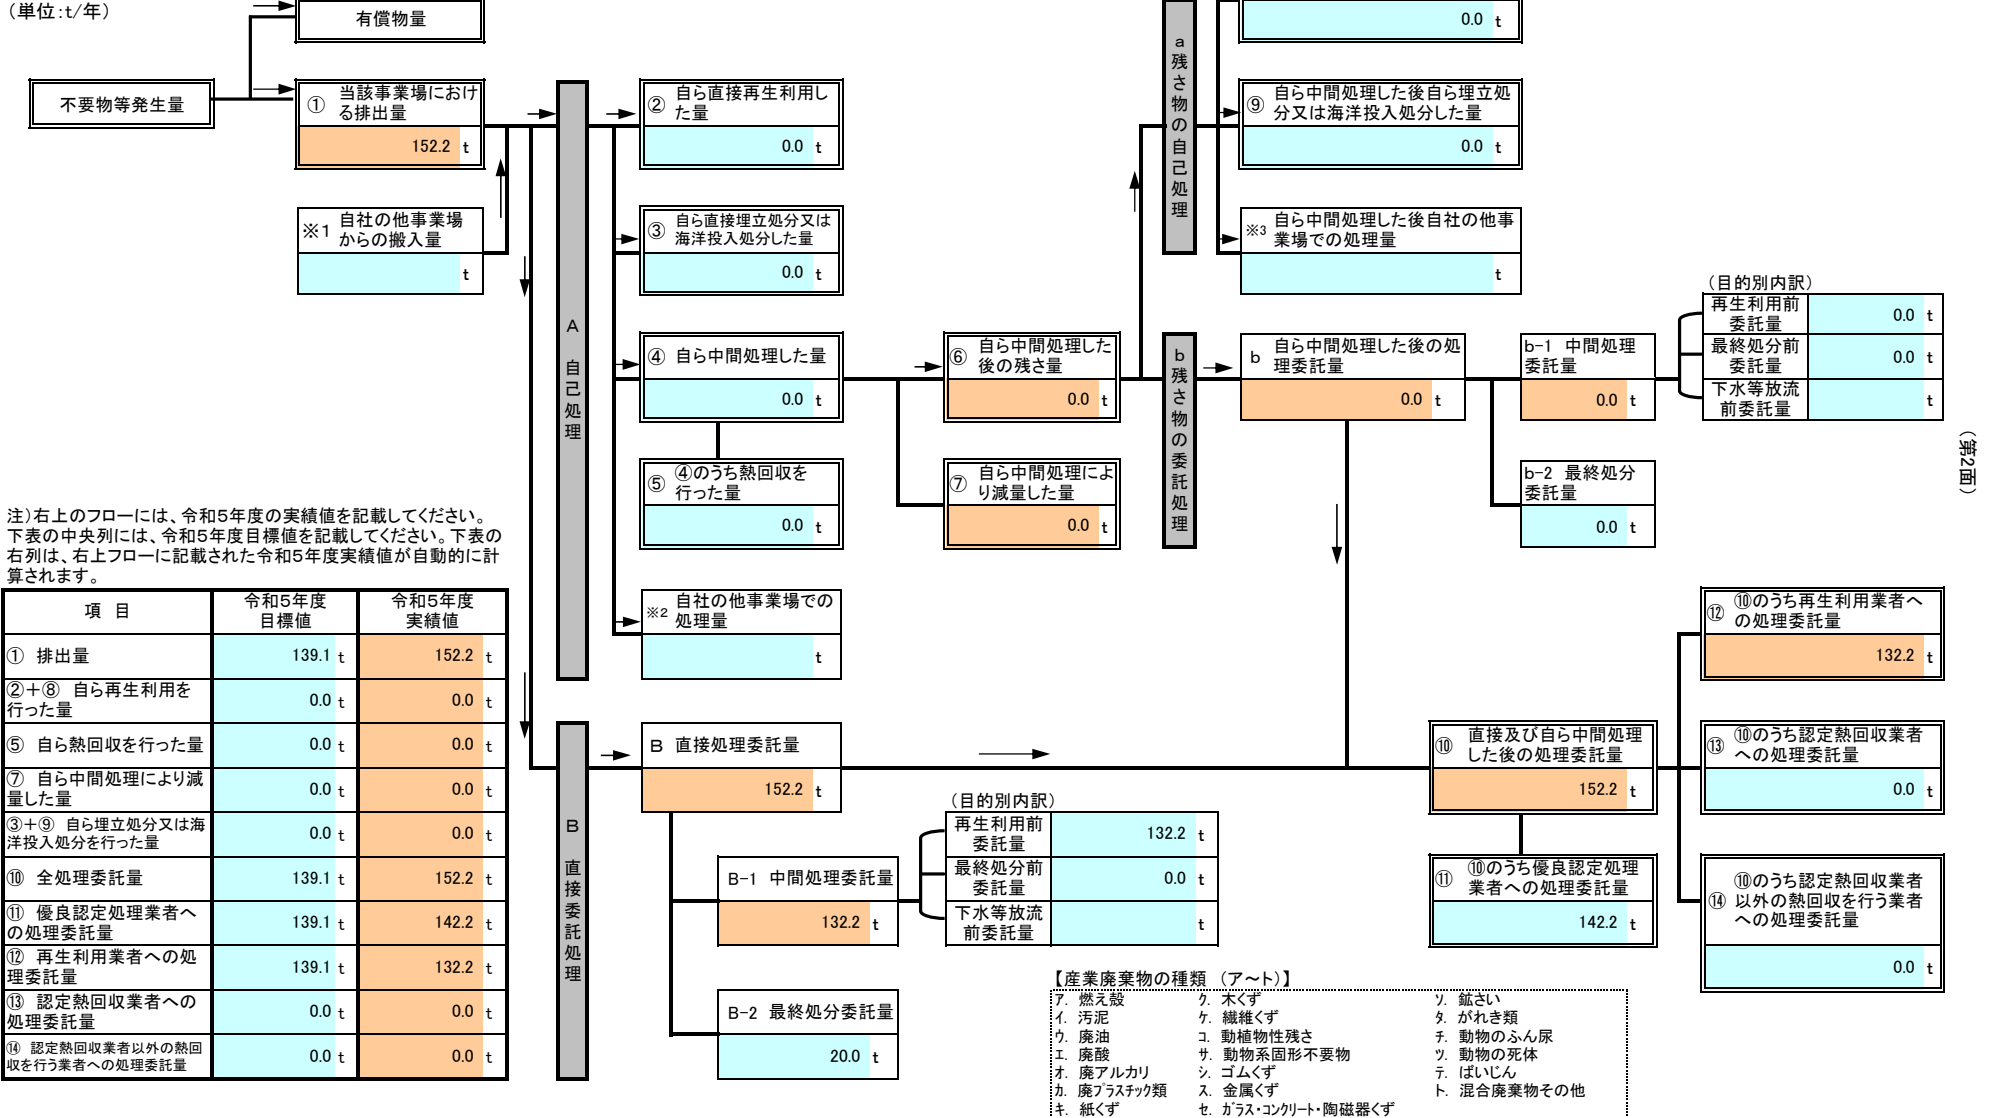 （単位:t/年）
有償物量
不要物等発生量
① 当該事業場におけ
る排出量
152.2 t
※1 自社の他事業場
からの搬入量
t
A 自己処理
② 自ら直接再生利用し
た量
0.0 t
③ 自ら直接埋立処分又は
海洋投入処分した量
0.0 t
④ 自ら中間処理した量
0.0 t
⑤ ④のうち熱回収を
行った量
0.0 t
※2 自社の他事業場での
処理量
t
⑥ 自ら中間処理した
後の残さ量
0.0 t
⑦ 自ら中間処理によ
り減量した量
0.0 t
a残さ物の自己処理
0.0 t
⑨ 自ら中間処理した後自ら埋立処
分又は海洋投入処分した量
0.0 t
※3 自ら中間処理した後自社の他事
業場での処理量
t
b残さ物の委託処理
b 自ら中間処理した後の処
理委託量
0.0 t
b-1 中間処理
委託量
0.0 t
b-2 最終処分
委託量
0.0 t
（目的別内訳）
再生利用前
委託量
0.0 t
最終処分前
委託量
0.0 t
下水等放流
前委託量
t
（第2面）
注）右上のフローには、令和5年度の実績値を記載してください。
下表の中央列には、令和5年度目標値を記載してください。下表の
右列は、右上フローに記載された令和5年度実績値が自動的に計
算されます。
項 目
令和5年度
目標値
令和5年度
実績値
① 排出量
139.1 t 152.2 t
②+⑧ 自ら再生利用を
行った量
0.0 t 0.0 t
⑤ 自ら熱回収を行った量
0.0 t 0.0 t
⑦ 自ら中間処理により減
量した量
0.0 t 0.0 t
③+⑨ 自ら埋立処分又は海
洋投入処分を行った量
0.0 t 0.0 t
⑩ 全処理委託量
139.1 t 152.2 t
⑪ 優良認定処理業者へ
の処理委託量
139.1 t 142.2 t
⑫ 再生利用業者への処
理委託量
139.1 t 132.2 t
⑬ 認定熱回収業者への
処理委託量
0.0 t 0.0 t
⑭ 認定熱回収業者以外の熱回
収を行う業者への処理委託量
0.0 t 0.0 t
B 直接委託処理
B 直接処理委託量
152.2 t
B-1 中間処理委託量
132.2 t
B-2 最終処分委託量
20.0 t
（目的別内訳）
再生利用前
委託量
132.2 t
最終処分前
委託量
0.0 t
下水等放流
前委託量
t
⑩ 直接及び自ら中間処理
した後の処理委託量
152.2 t
⑪ ⑩のうち優良認定処理
業者への処理委託量
142.2 t
⑫ ⑩のうち再生利用業者へ
の処理委託量
132.2 t
⑬ ⑩のうち認定熱回収業者
への処理委託量
0.0 t
⑭ ⑩のうち認定熱回収業者
以外の熱回収を行う業者
への処理委託量
0.0 t
【産業廃棄物の種類 （ア～ト）】
ア. 燃え殻 ク. 木くず ソ. 鉱さい
イ. 汚泥 ケ. 繊維くず タ. がれき類
ウ. 廃油 コ. 動植物性残さ チ. 動物のふん尿
エ. 廃酸 サ. 動物系固形不要物 ツ. 動物の死体
オ. 廃アルカリ シ. ゴムくず テ. ばいじん
カ. 廃プラスチック類 ス. 金属くず ト. 混合廃棄物その他
キ. 紙くず セ. ガラス・コンクリート・陶磁器くず